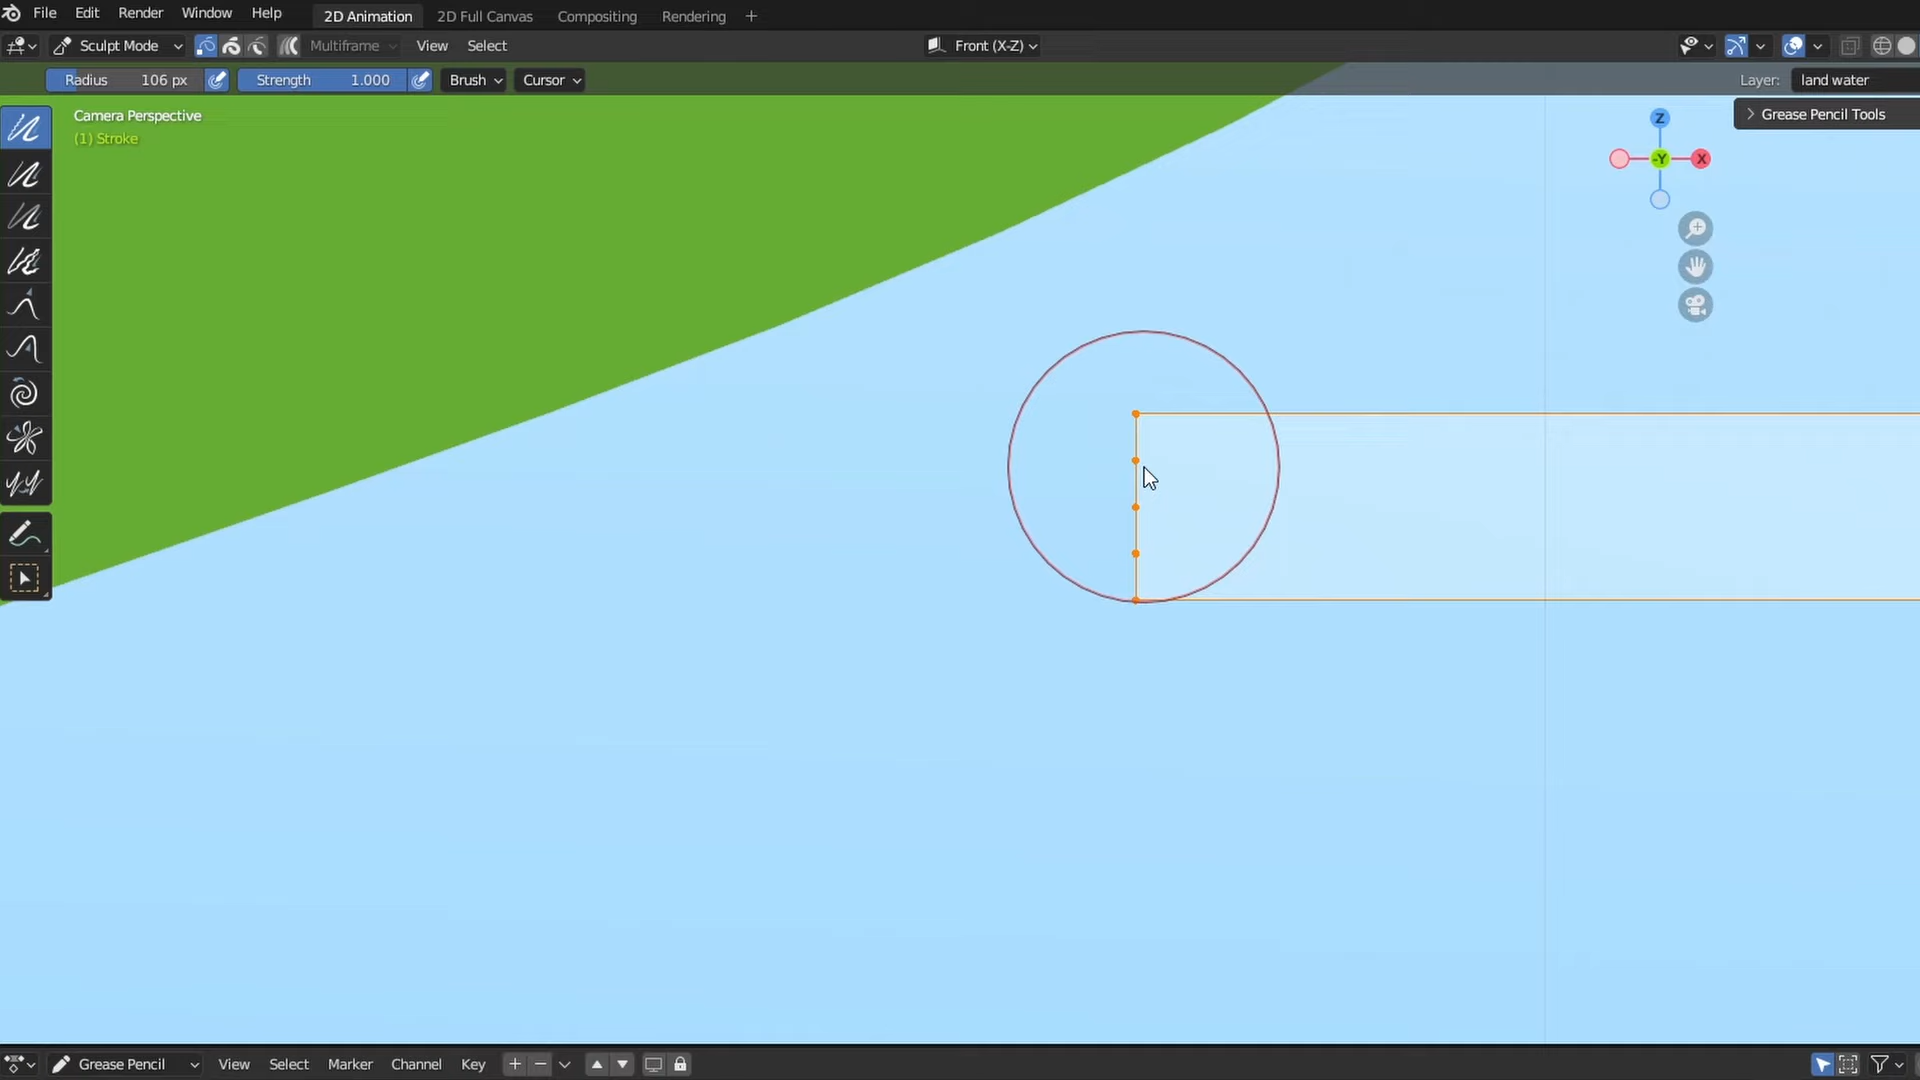 File Edit Render Window Help 2D Animation 2D Full Canvas Compositing Rendering +
Sculpt Mode Multiframe View Select Front (X-Z)
Radius 106 px Strength 1.000 Brush Cursor Layer: land water
Camera Perspective
(1) Stroke
Grease Pencil Tools
Z
-Y X
Grease Pencil View Select Marker Channel Key